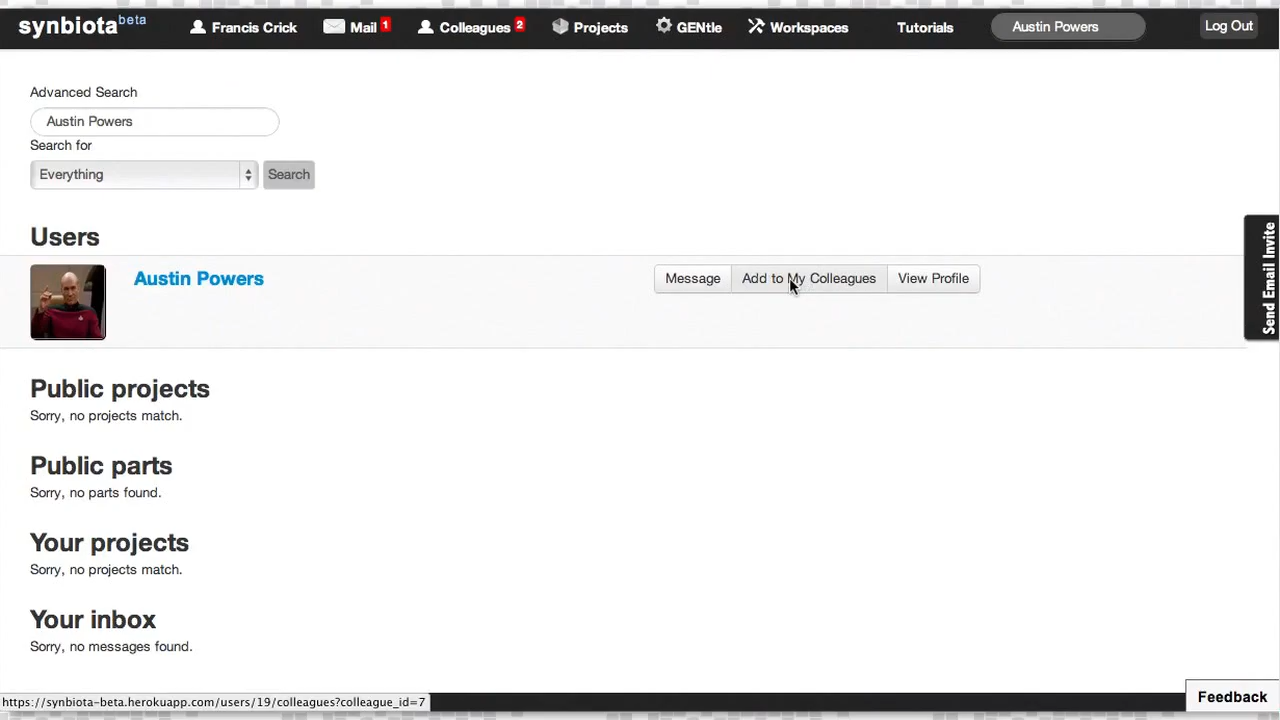 synbiota beta Francis Crick Mail 1 Colleagues 2 Projects GENtle Workspaces Tutorials Austin Powers Log Out
Advanced Search
Austin Powers
Search for
Everything Search
Send Email Invite
Users
Austin Powers Message Add to My Colleagues View Profile
Public projects
Sorry, no projects match.
Public parts
Sorry, no parts found.
Your projects
Sorry, no projects match.
Your inbox
Sorry, no messages found.
https://synbiota-beta.herokuapp.com/users/19/colleagues?colleague_id=7
Feedback